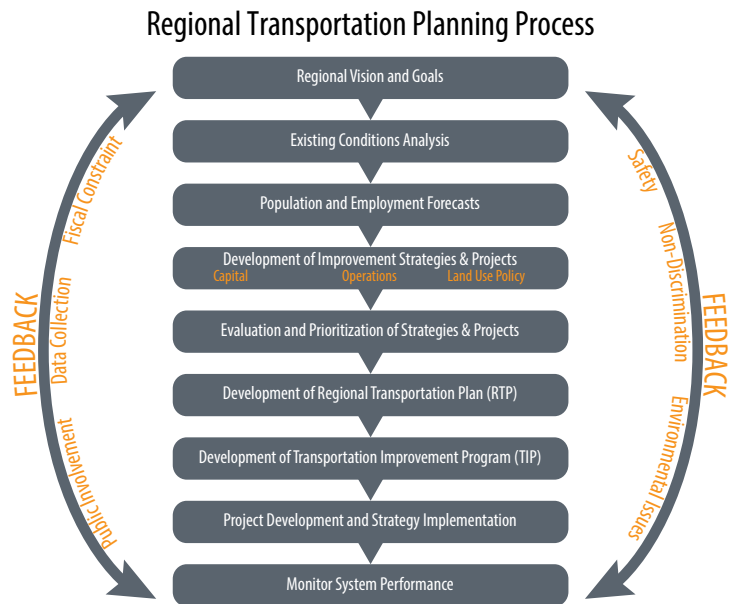 Regional Transportation Planning Process
Regional Vision and Goals
Existing Conditions Analysis
Population and Employment Forecasts
Development of Improvement Strategies & Projects
Capital Operations Land Use Policy
Evaluation and Prioritization of Strategies & Projects
Development of Regional Transportation Plan (RTP)
Development of Transportation Improvement Program (TIP)
Project Development and Strategy Implementation
Monitor System Performance
FEEDBACK
Fiscal Constraint
Data Collection
Public Involvement
Safety
Non-Discrimination
Environmental Issues
FEEDBACK